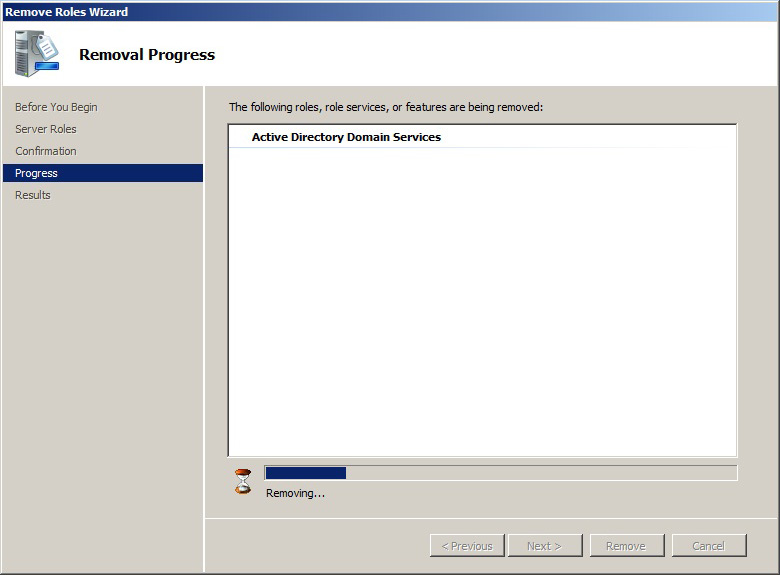 Remove Roles Wizard
Removal Progress
Before You Begin
Server Roles
Confirmation
Progress
Results
The following roles, role services, or features are being removed:
Active Directory Domain Services
Removing...
< Previous
Next >
Remove
Cancel